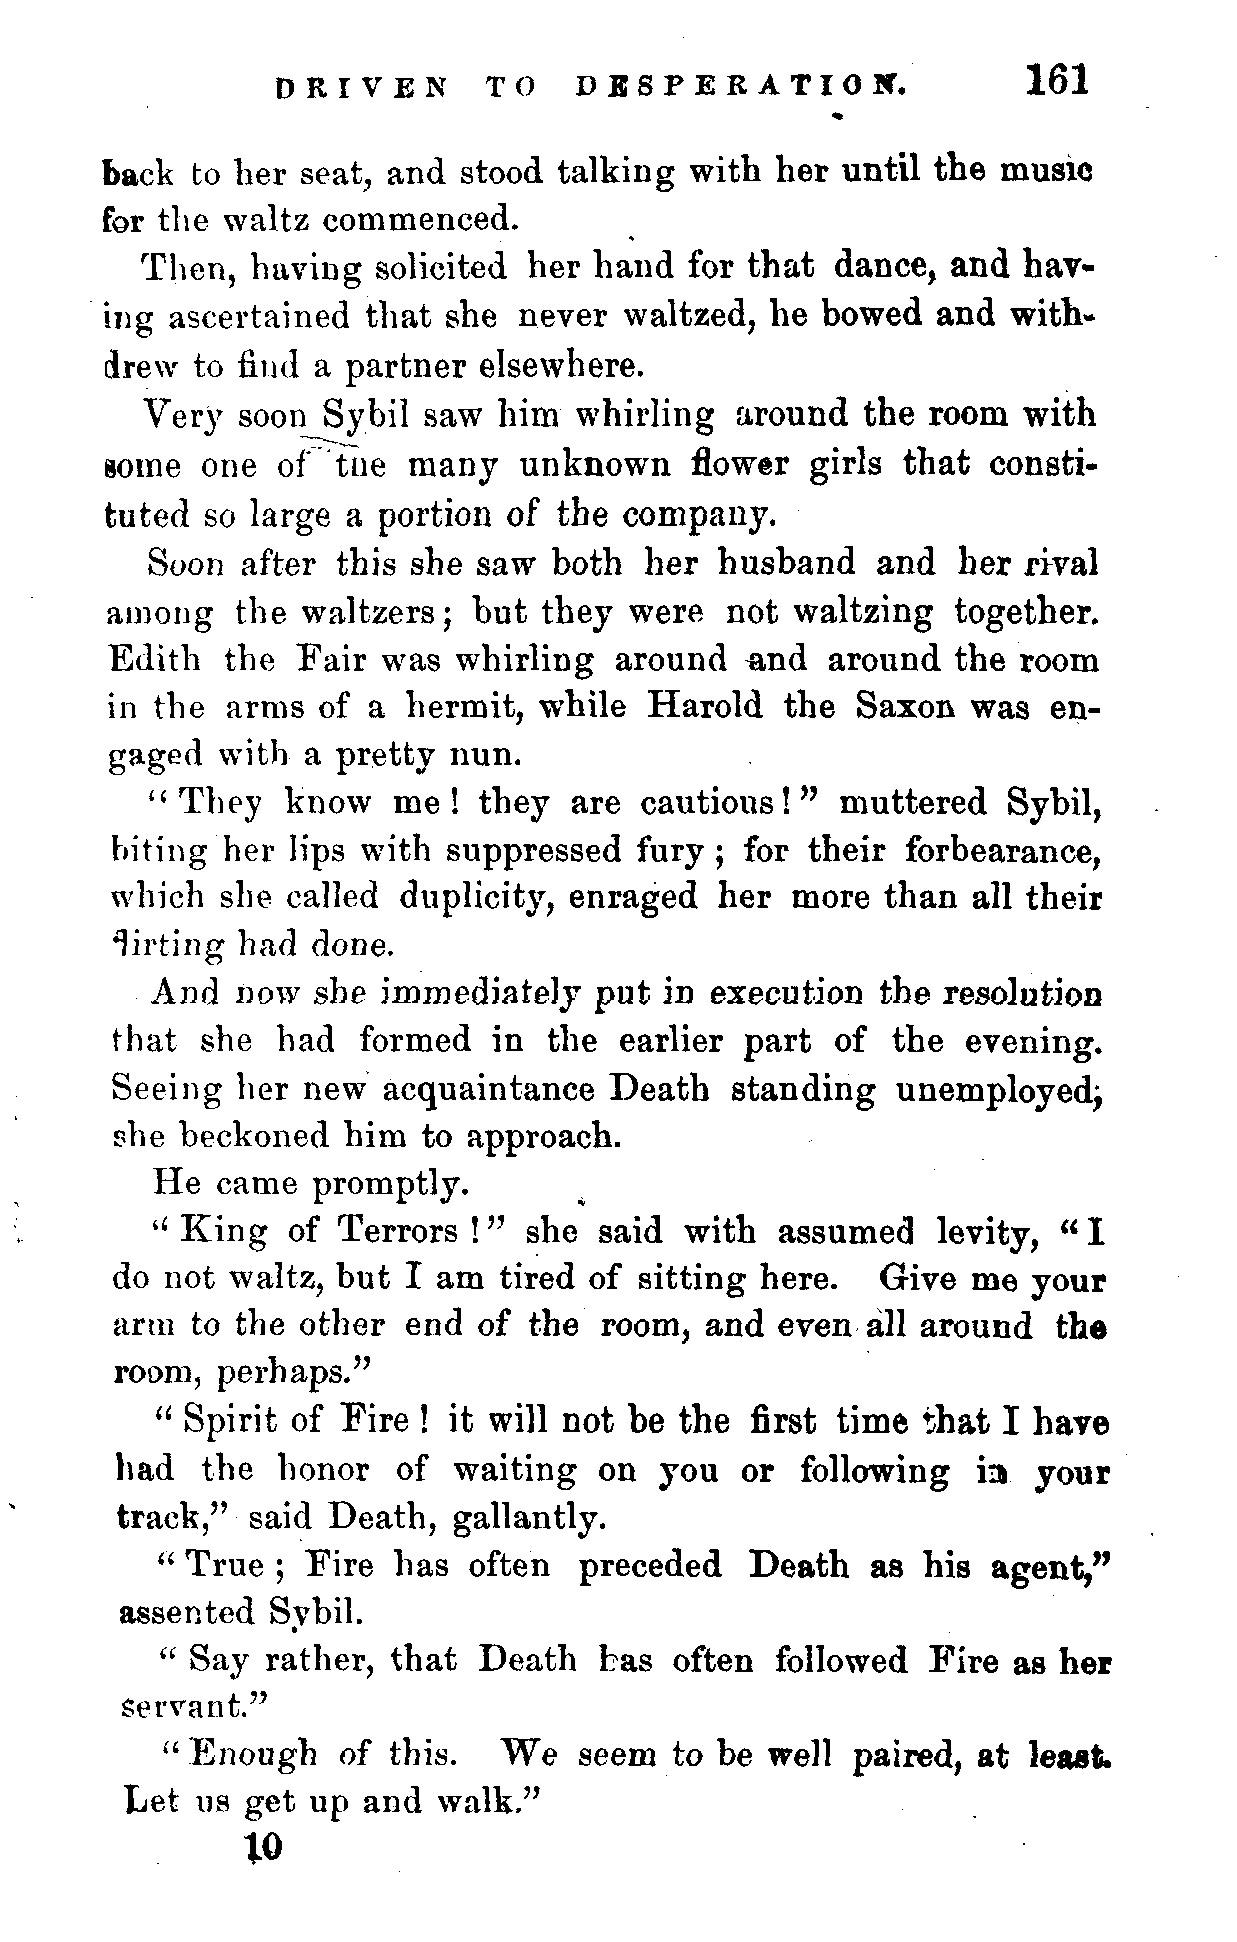 DRIVEN TO DESPERATION. 161
back to her seat, and stood talking with her until the music
for the waltz commenced.
Then, having solicited her hand for that dance, and hav-
ing ascertained that she never waltzed, he bowed and with-
drew to find a partner elsewhere.
Very soon Sybil saw him whirling around the room with
some one of the many unknown flower girls that consti-
tuted so large a portion of the company.
Soon after this she saw both her husband and her rival
among the waltzers; but they were not waltzing together.
Edith the Fair was whirling around and around the room
in the arms of a hermit, while Harold the Saxon was en-
gaged with a pretty nun.
“They know me! they are cautious!” muttered Sybil,
biting her lips with suppressed fury; for their forbearance,
which she called duplicity, enraged her more than all their
flirting had done.
And now she immediately put in execution the resolution
that she had formed in the earlier part of the evening.
Seeing her new acquaintance Death standing unemployed,
she beckoned him to approach.
He came promptly.
“King of Terrors!” she said with assumed levity, “I
do not waltz, but I am tired of sitting here. Give me your
arm to the other end of the room, and even all around the
room, perhaps.”
“Spirit of Fire! it will not be the first time that I have
had the honor of waiting on you or following in your
track,” said Death, gallantly.
“True; Fire has often preceded Death as his agent,”
assented Sybil.
“Say rather, that Death has often followed Fire as her
servant.”
“Enough of this. We seem to be well paired, at least.
Let us get up and walk.”
10